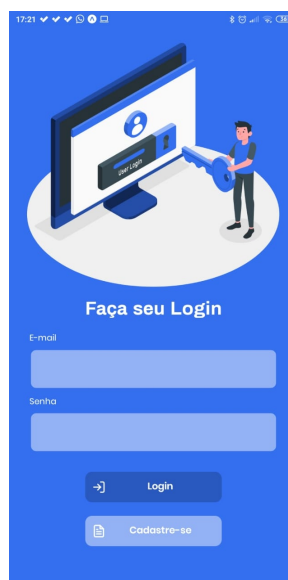 17:21
User Login
Faça seu Login
E-mail
Senha
Login
Cadastre-se